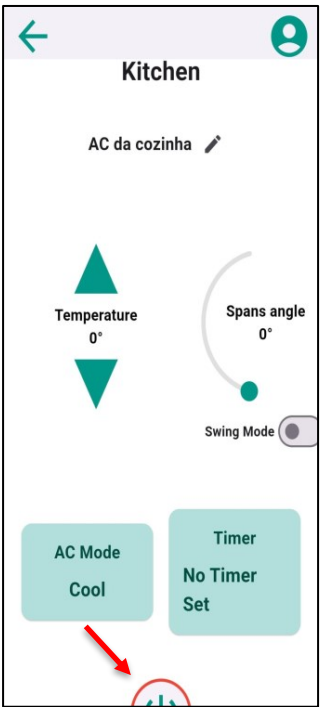 Kitchen
AC da cozinha
Temperature
0°
Spans angle
0°
Swing Mode
AC Mode
Cool
Timer
No Timer
Set